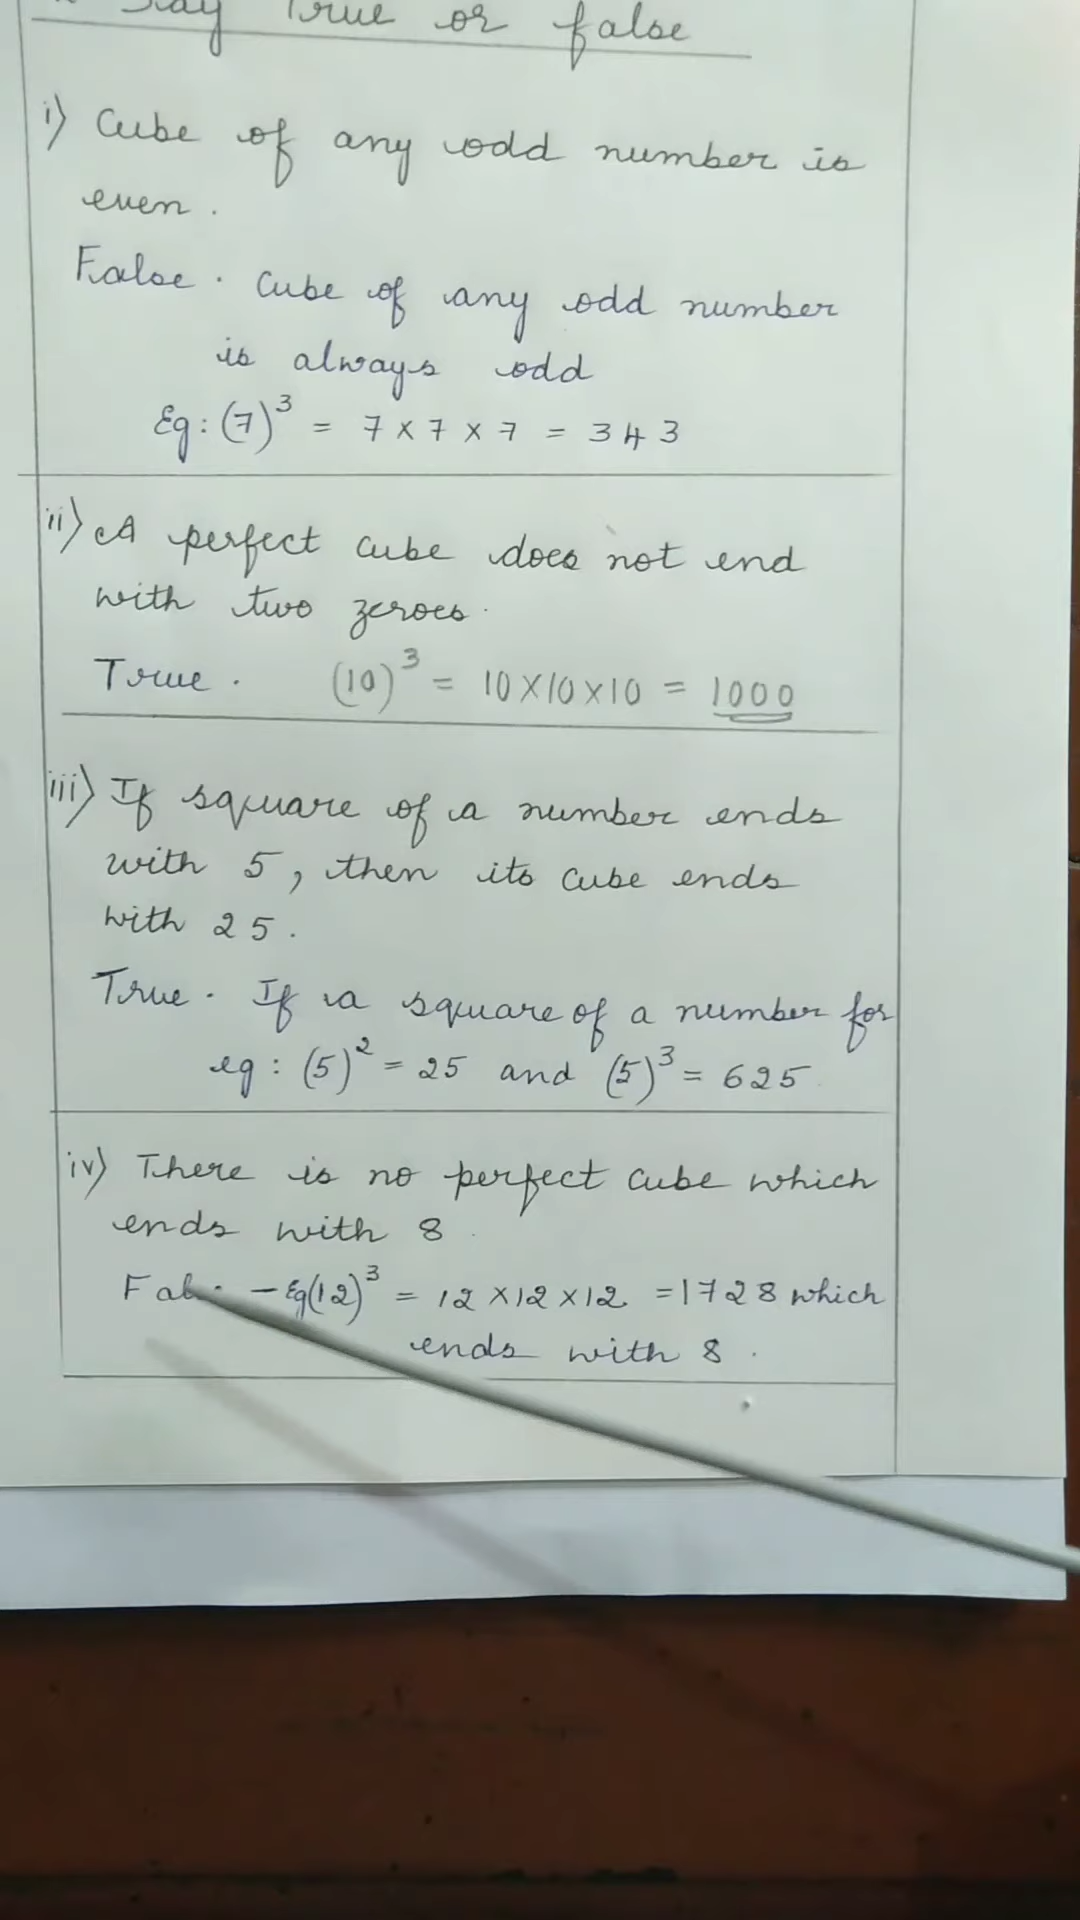 Say True or false
i) Cube of any odd number is
even.
False. Cube of any odd number
is always odd
Eg: (7)³ = 7 × 7 × 7 = 343
ii) A perfect cube does not end
with two zeroes.
True. (10)³ = 10×10×10 = 1000
iii) If square of a number ends
with 5, then its cube ends
with 25.
True. If a square of a number for
eg: (5)² = 25 and (5)³ = 625
iv) There is no perfect cube which
ends with 8
– Eg(12)³ = 12 ×12 ×12 = 1728 which
ends with 8.